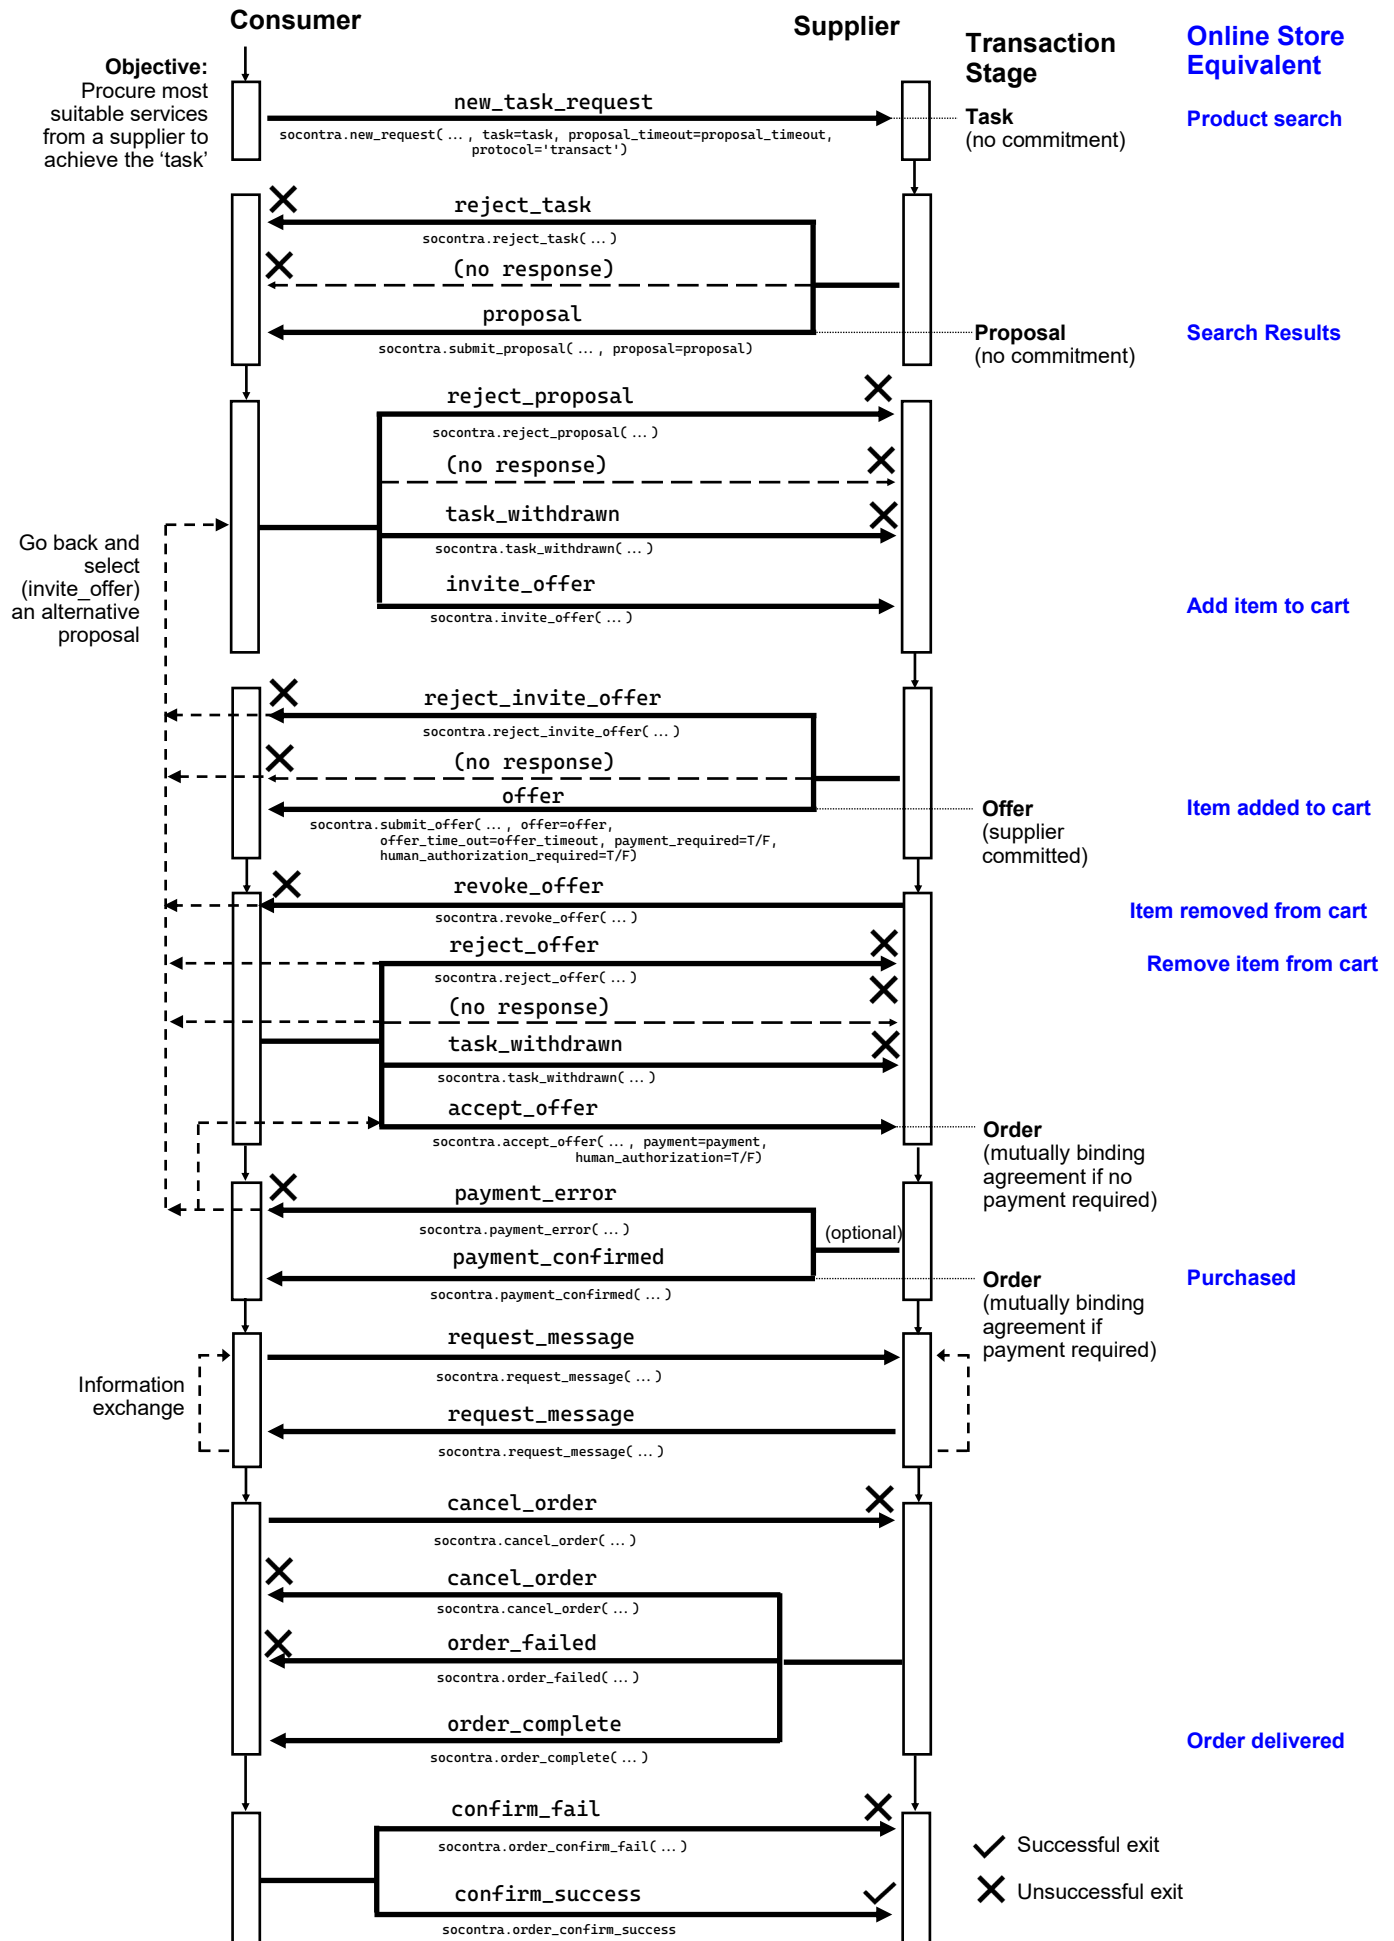 Consumer
Supplier
Transaction
Stage
Online Store
Equivalent
Objective:
Procure most
suitable services
from a supplier to
achieve the ‘task’
new_task_request
socontra.new_request( ... , task=task, proposal_timeout=proposal_timeout,
protocol='transact')
Task
(no commitment)
Product search
reject_task
socontra.reject_task( ... )
(no response)
proposal
socontra.submit_proposal( ... , proposal=proposal)
Proposal
(no commitment)
Search Results
reject_proposal
socontra.reject_proposal( ... )
(no response)
task_withdrawn
socontra.task_withdrawn( ... )
invite_offer
socontra.invite_offer( ... )
Go back and
select
(invite_offer)
an alternative
proposal
Add item to cart
reject_invite_offer
socontra.reject_invite_offer( ... )
(no response)
offer
socontra.submit_offer( ... , offer=offer,
offer_time_out=offer_timeout, payment_required=T/F,
human_authorization_required=T/F)
Offer
(supplier
committed)
Item added to cart
revoke_offer
socontra.revoke_offer( ... )
Item removed from cart
reject_offer
socontra.reject_offer( ... )
Remove item from cart
(no response)
task_withdrawn
socontra.task_withdrawn( ... )
accept_offer
socontra.accept_offer( ... , payment=payment,
human_authorization=T/F)
Order
(mutually binding
agreement if no
payment required)
payment_error
socontra.payment_error( ... )
(optional)
payment_confirmed
socontra.payment_confirmed( ... )
Order
(mutually binding
agreement if
payment required)
Purchased
request_message
socontra.request_message( ... )
Information
exchange
request_message
socontra.request_message( ... )
cancel_order
socontra.cancel_order( ... )
cancel_order
socontra.cancel_order( ... )
order_failed
socontra.order_failed( ... )
order_complete
socontra.order_complete( ... )
Order delivered
confirm_fail
socontra.order_confirm_fail( ... )
confirm_success
socontra.order_confirm_success
Successful exit
Unsuccessful exit